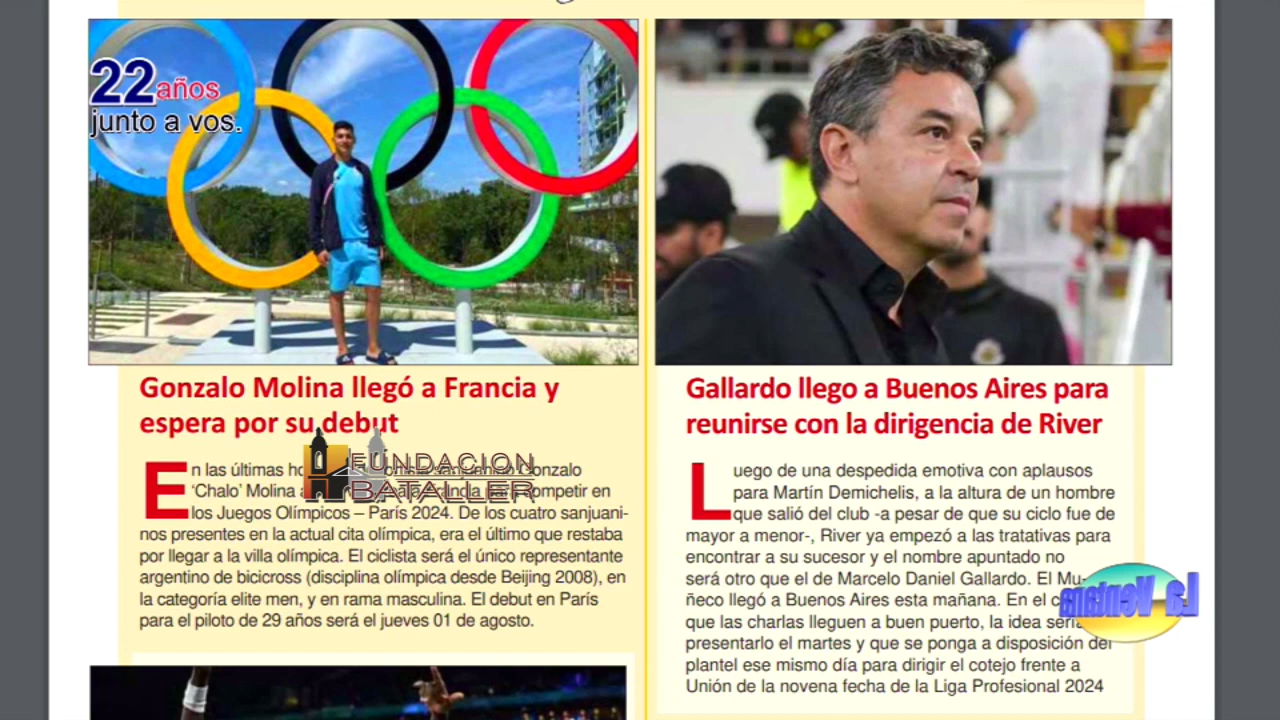 22 años
junto a vos.
Gonzalo Molina llegó a Francia y
espera por su debut
En las últimas Gonzalo
‘Chalo’ Molina Francia para competir en
los Juegos Olímpicos – París 2024. De los cuatro sanjuani-
nos presentes en la actual cita olímpica, era el último que restaba
por llegar a la villa olímpica. El ciclista será el único representante
argentino de bicicross (disciplina olímpica desde Beijing 2008), en
la categoría elite men, y en rama masculina. El debut en París
para el piloto de 29 años será el jueves 01 de agosto.
FUNDACION
BATALLER
Gallardo llego a Buenos Aires para
reunirse con la dirigencia de River
Luego de una despedida emotiva con aplausos
para Martín Demichelis, a la altura de un hombre
que salió del club -a pesar de que su ciclo fue de
mayor a menor-, River ya empezó a las tratativas para
encontrar a su sucesor y el nombre apuntado no
será otro que el de Marcelo Daniel Gallardo. El Mu-
ñeco llegó a Buenos Aires esta mañana. En el
que las charlas lleguen a buen puerto, la idea sería
presentarlo el martes y que se ponga a disposición del
plantel ese mismo día para dirigir el cotejo frente a
Unión de la novena fecha de la Liga Profesional 2024
La Ventana